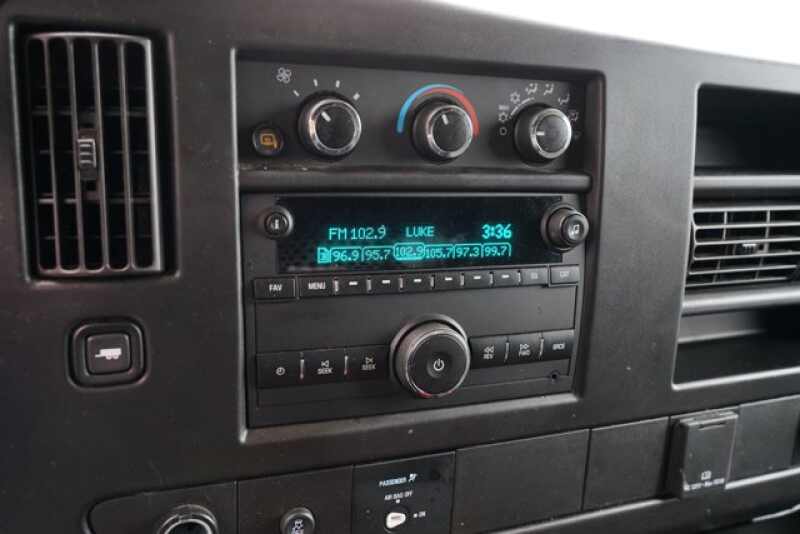 FM 102.9 LUKE 3:36
96.9 95.7 102.9 105.7 97.3 99.7
FAV MENU CAT
SEEK SEEK REV FWD
PASSENGER
AIR BAG OFF
ON